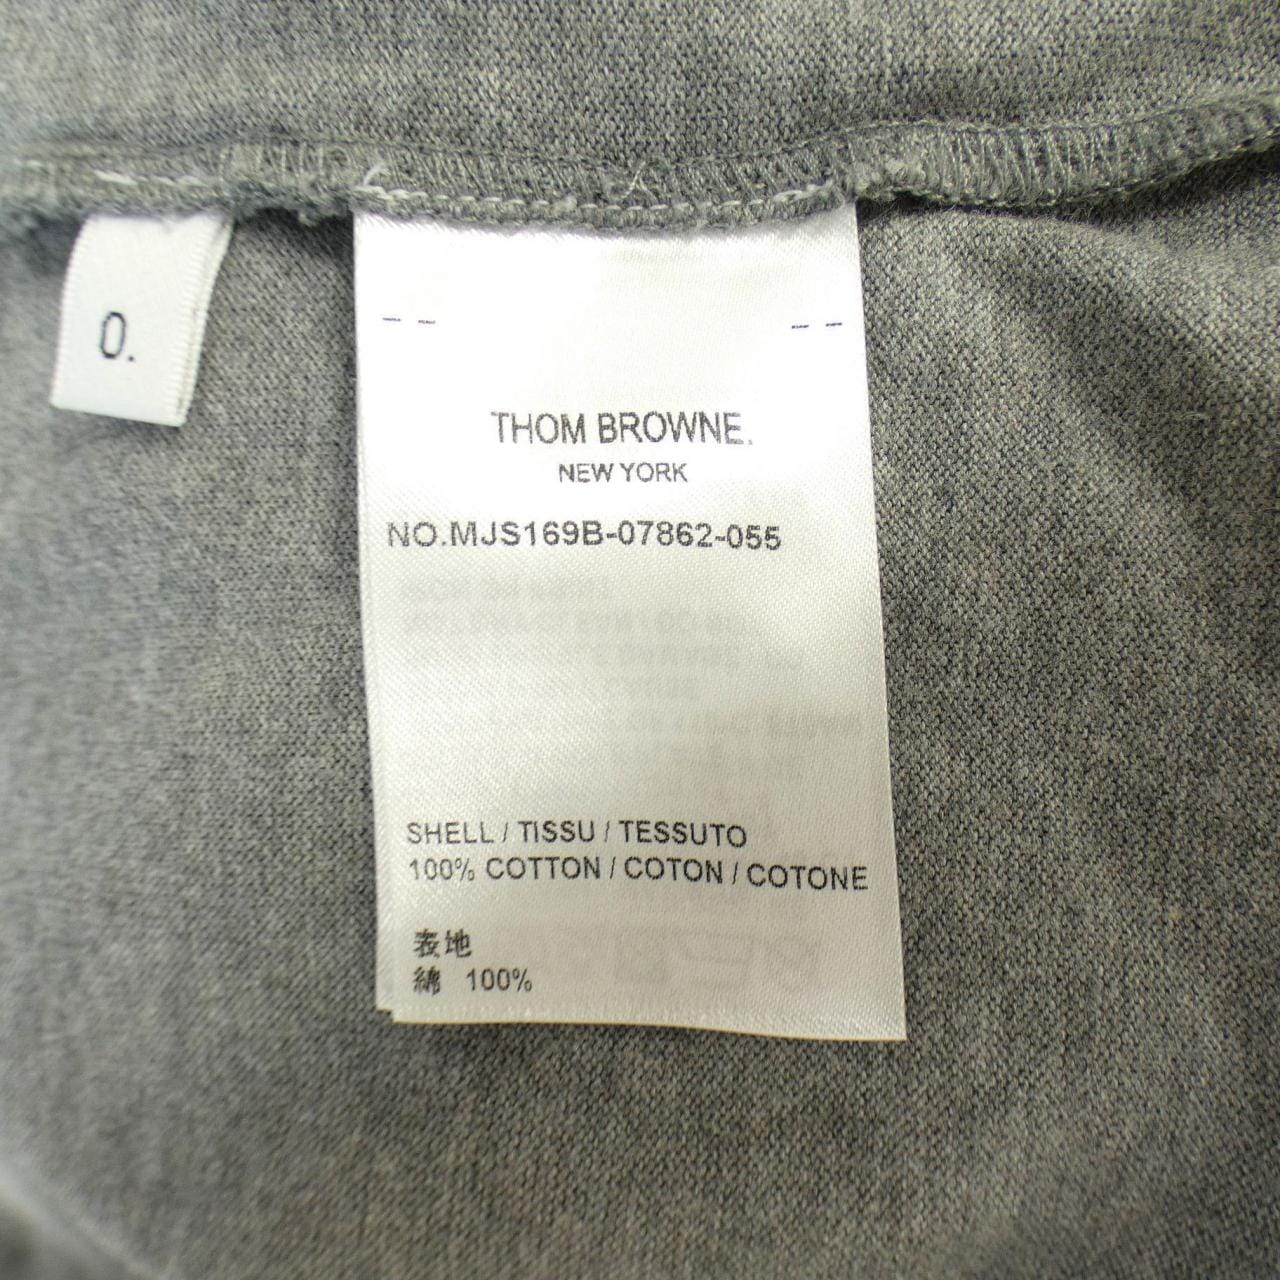 0.
THOM BROWNE.
NEW YORK
NO.MJS169B-07862-055
SHELL / TISSU / TESSUTO
100% COTTON / COTON / COTONE
表地
綿 100%